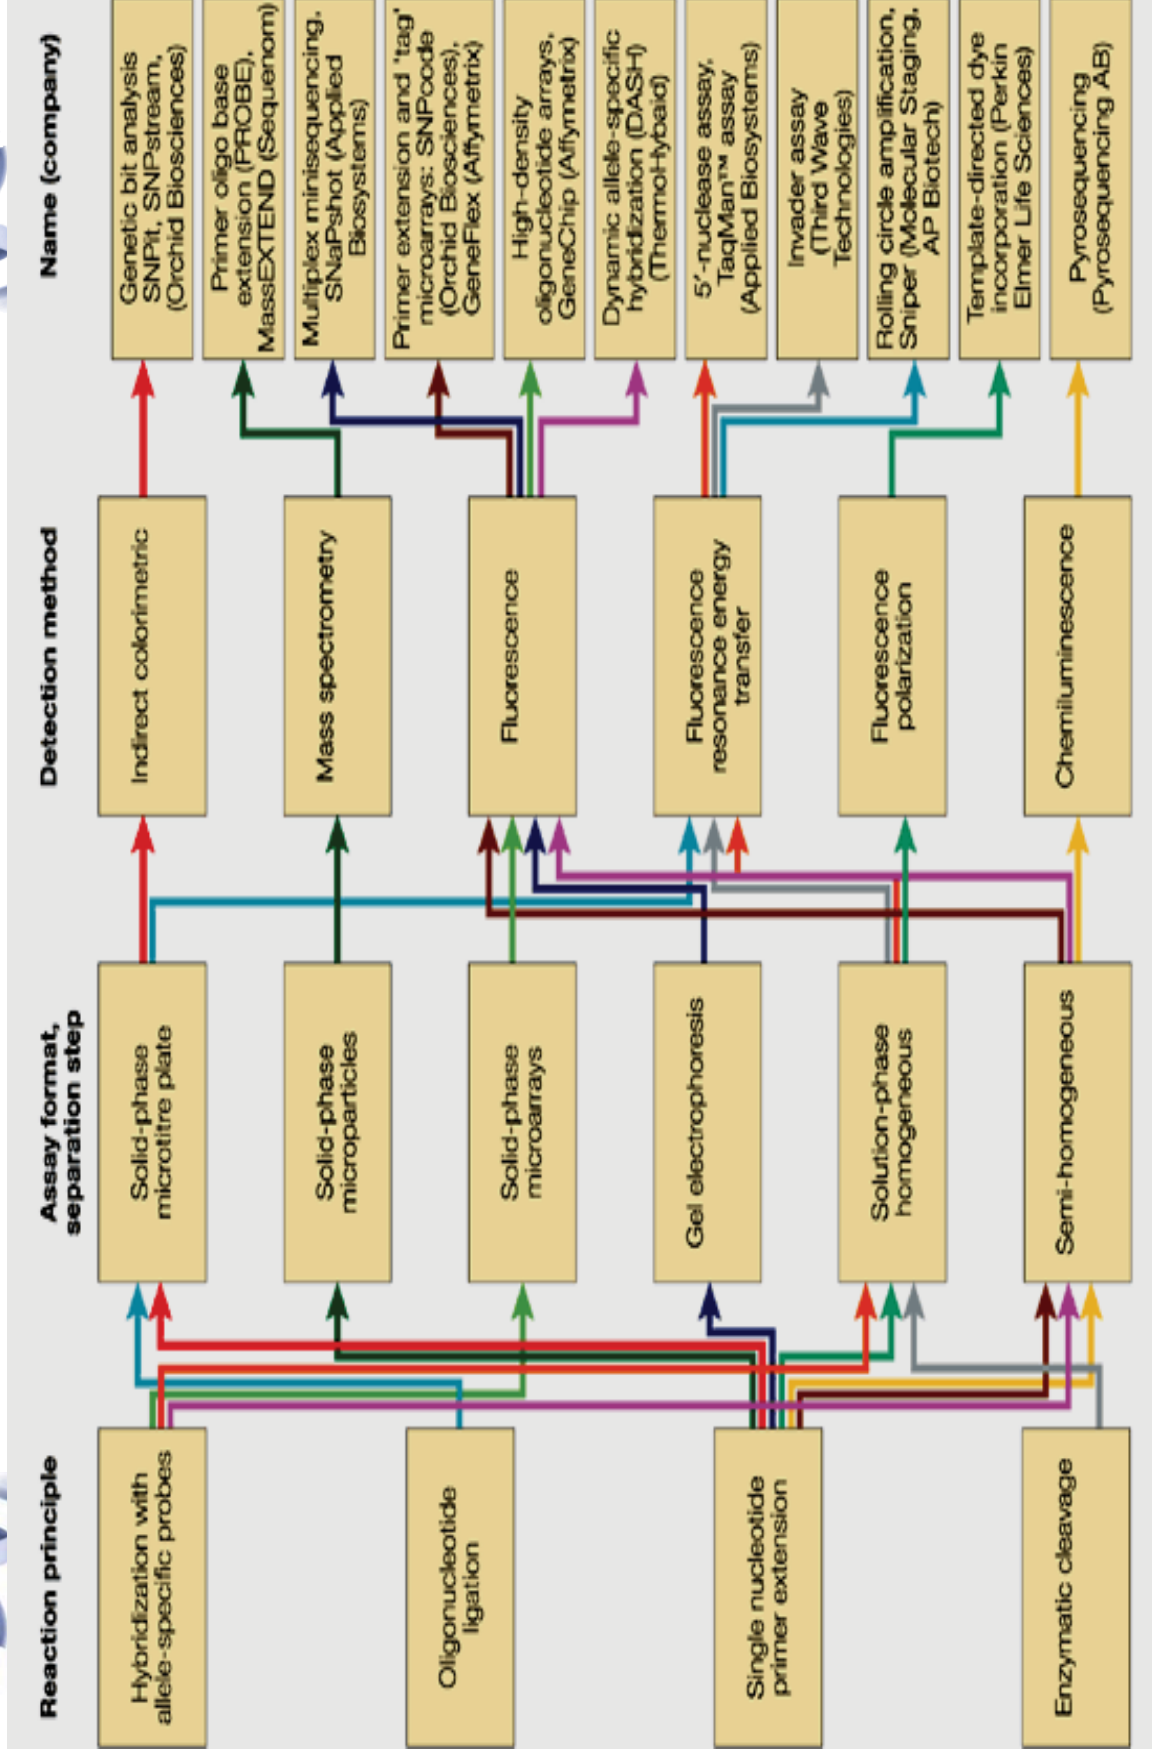 Reaction principle
Hybridization with
allele-specific probes
Oligonucleotide
ligation
Single nucleotide
primer extension
Enzymatic cleavage
Assay format,
separation step
Solid-phase
microtitre plate
Solid-phase
microparticles
Solid-phase
microarrays
Gel electrophoresis
Solution-phase
homogeneous
Semi-homogeneous
Detection method
Indirect colorimetric
Mass spectrometry
Fluorescence
Fluorescence
resonance energy
transfer
Fluorescence
polarization
Chemiluminescence
Name (company)
Genetic bit analysis
SNPit, SNPstream,
(Orchid Biosciences)
Primer oligo base
extension (PROBE),
MassEXTEND (Sequenom)
Multiplex minisequencing,
SNaPshot (Applied
Biosystems)
Primer extension and 'tag'
microarrays: SNPcode
(Orchid Biosciences),
GeneFlex (Affymetrix)
High-density
oligonucleotide arrays,
GeneChip (Affymetrix)
Dynamic allele-specific
hybridization (DASH)
(ThermoHybaid)
5′-nuclease assay,
TaqMan™ assay
(Applied Biosystems)
Invader assay
(Third Wave
Technologies)
Rolling circle amplification,
Sniper (Molecular Staging,
AP Biotech)
Template-directed dye
incorporation (Perkin
Elmer Life Sciences)
Pyrosequencing
(Pyrosequencing AB)